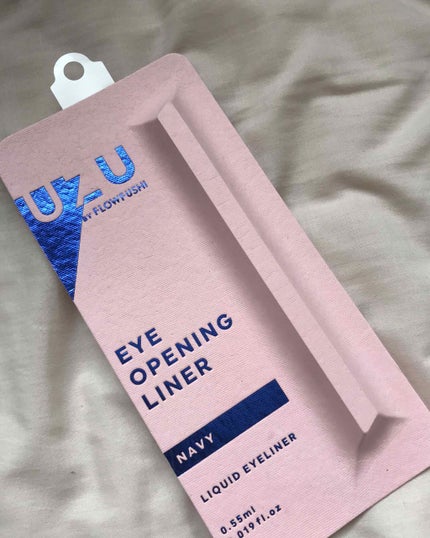 UZU
BY FLOWFUSHI
EYE
OPENING
LINER
NAVY
LIQUID EYELINER
0.55ml
.019 fl.oz